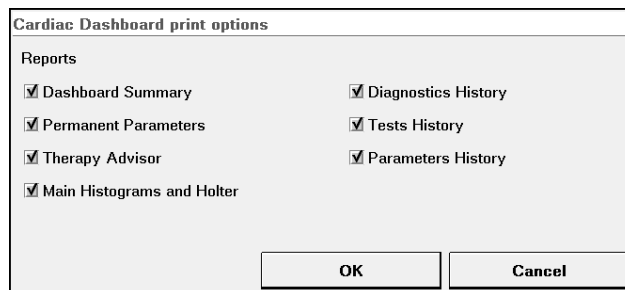 Cardiac Dashboard print options
Reports
Dashboard Summary
Diagnostics History
Permanent Parameters
Tests History
Therapy Advisor
Parameters History
Main Histograms and Holter
OK
Cancel